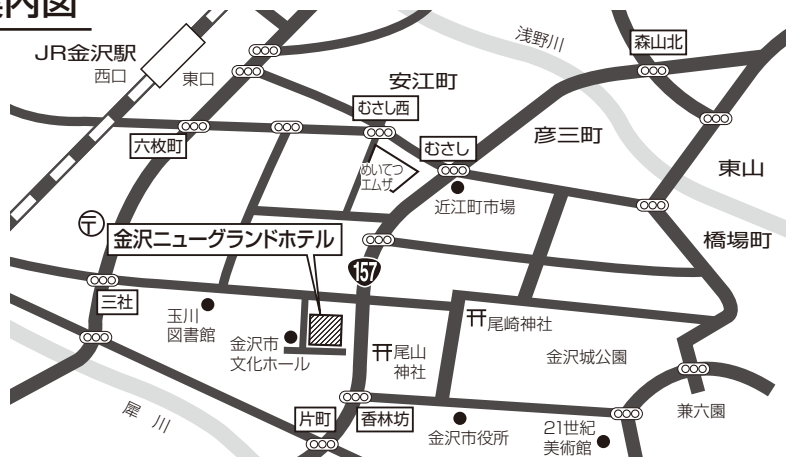 案内図
JR金沢駅
西口
東口
浅野川
森山北
安江町
むさし西
六枚町
むさし
彦三町
めいてつ
エムザ
東山
近江町市場
〒
金沢ニューグランドホテル
橋場町
157
三社
玉川
図書館
尾崎神社
金沢市
文化ホール
尾山
神社
金沢城公園
犀川
片町
香林坊
金沢市役所
21世紀
美術館
兼六園